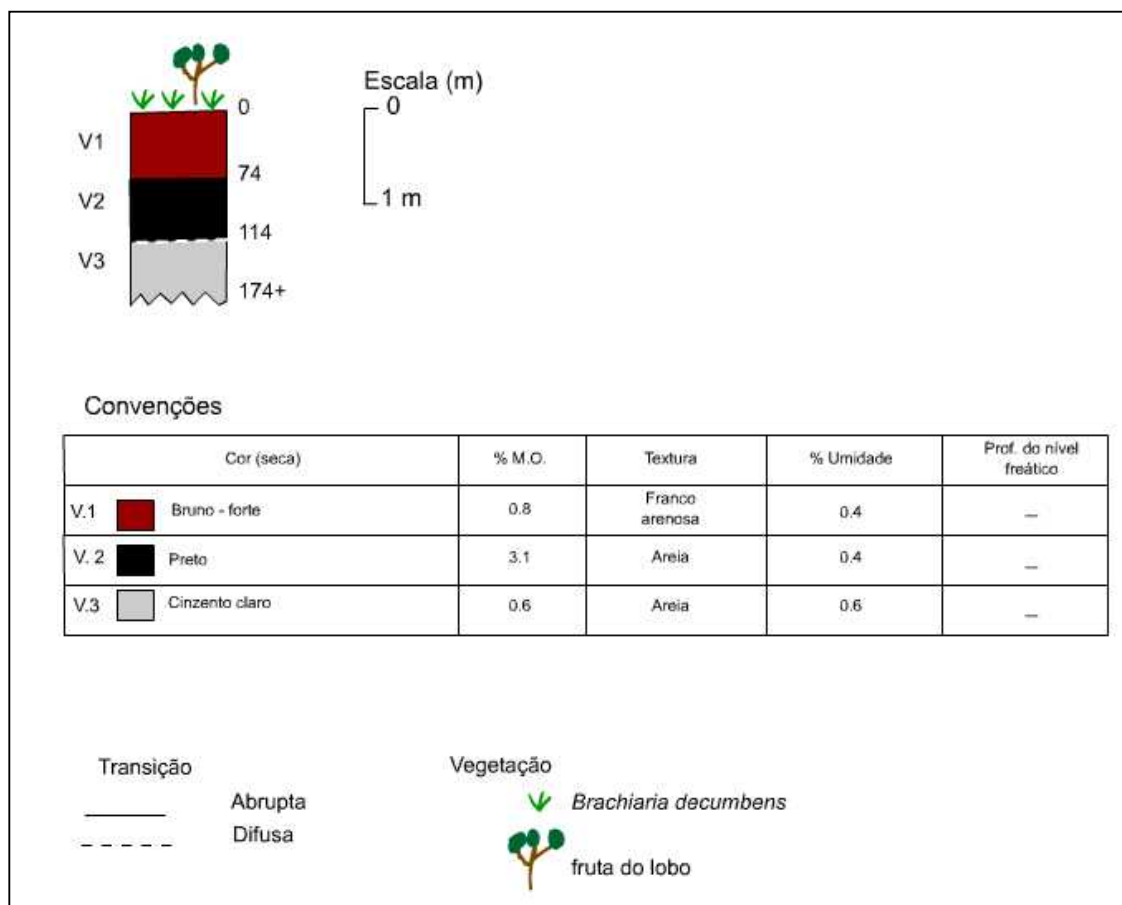 Escala (m)
0
0
V1
74
V2
1 m
114
V3
174+
Convenções
Cor (seca) % M.O. Textura % Umidade Prof. do nível
freático
V.1 Bruno - forte 0.8 Franco
arenosa 0.4 _
V. 2 Preto 3.1 Areia 0.4 _
V.3 Cinzento claro 0.6 Areia 0.6 _
Transição Vegetação
Abrupta Brachiaria decumbens
Difusa
fruta do lobo